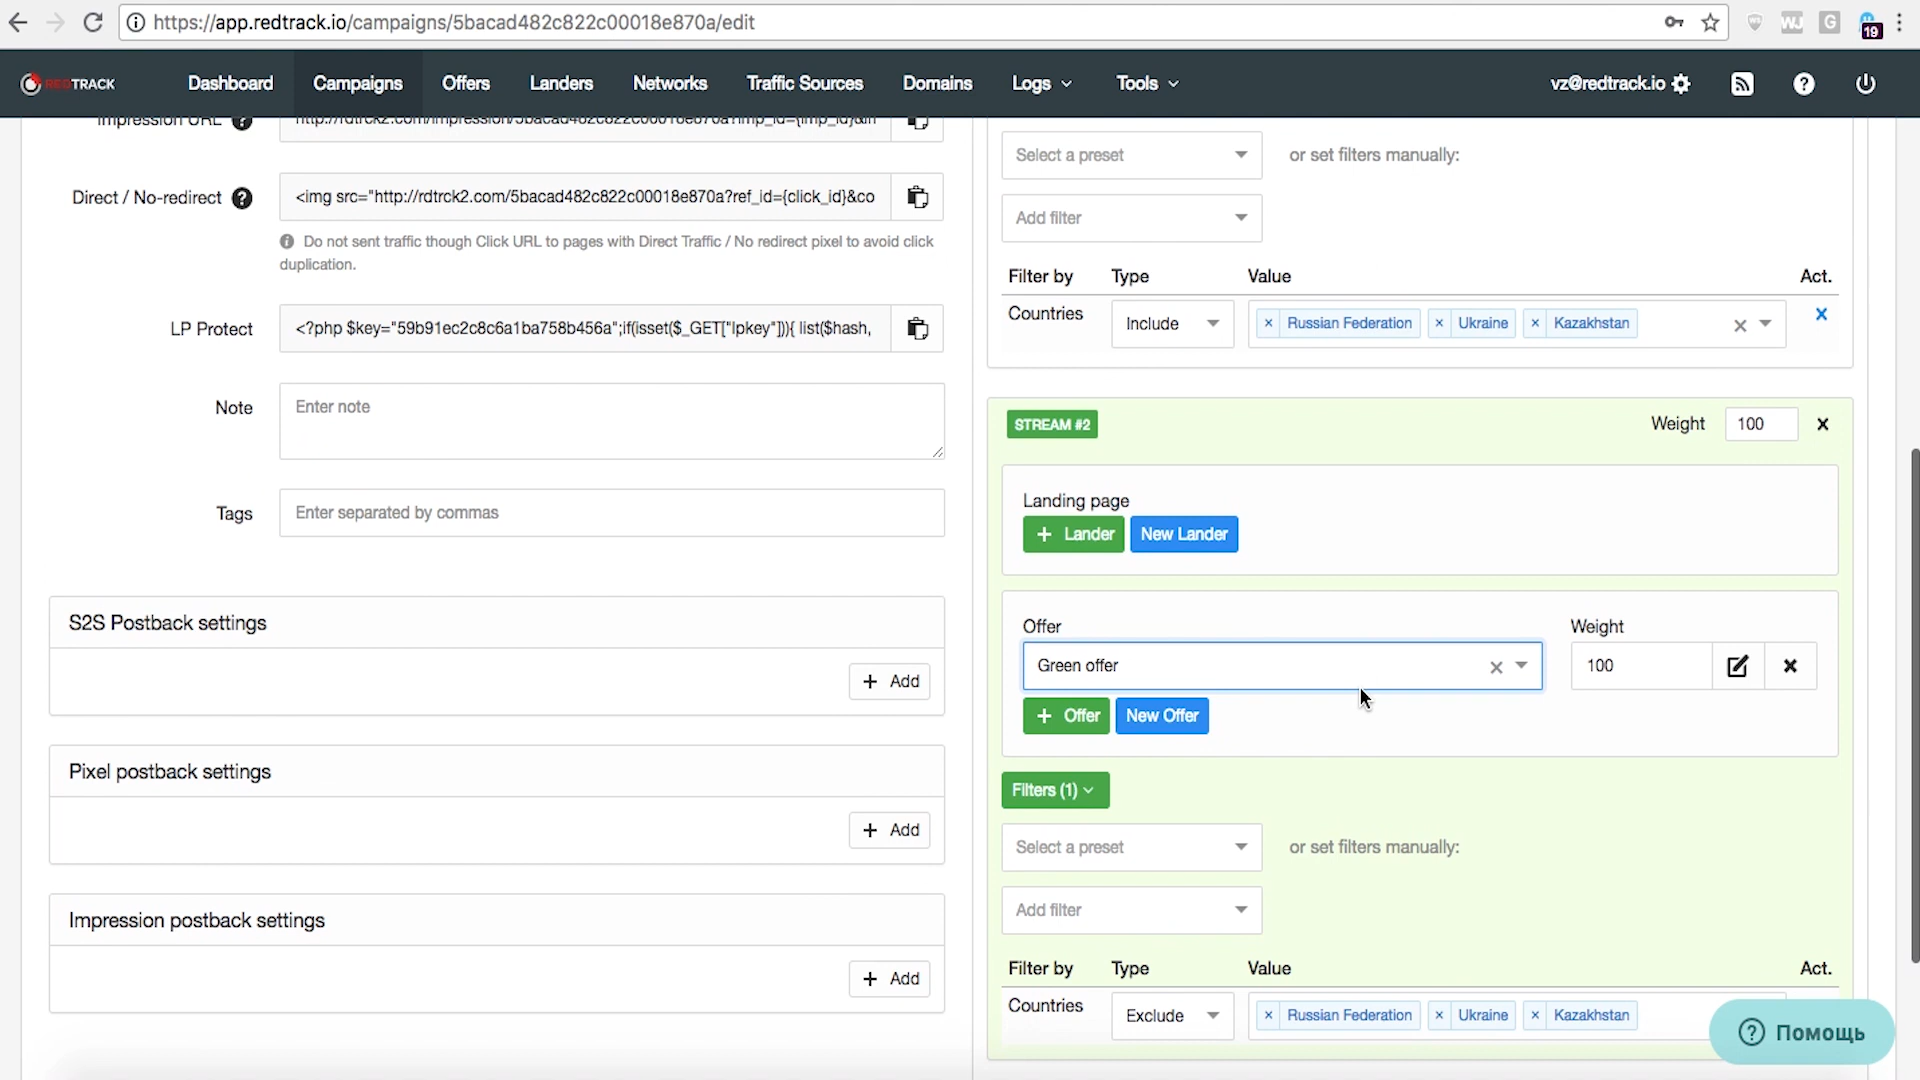 https://app.redtrack.io/campaigns/5bacad482c822c00018e870a/edit
WJ
G
19
REDTRACK
Dashboard
Campaigns
Offers
Landers
Networks
Traffic Sources
Domains
Logs
Tools
vz@redtrack.io
Impression URL
http://rdtrck2.com/impression/5bacad482c822c00018e870a?imp_id={imp_id}&
Direct / No-redirect
<img src="http://rdtrck2.com/5bacad482c822c00018e870a?ref_id={click_id}&co
Do not sent traffic though Click URL to pages with Direct Traffic / No redirect pixel to avoid click
duplication.
LP Protect
<?php $key="59b91ec2c8c6a1ba758b456a";if(isset($_GET["lpkey"])){ list($hash,
Note
Enter note
Tags
Enter separated by commas
S2S Postback settings
+ Add
Pixel postback settings
+ Add
Impression postback settings
+ Add
Select a preset
or set filters manually:
Add filter
Filter by
Type
Value
Act.
Countries
Include
× Russian Federation
× Ukraine
× Kazakhstan
STREAM #2
Weight
100
Landing page
+ Lander
New Lander
Offer
Weight
Green offer
100
+ Offer
New Offer
Filters (1)
Select a preset
or set filters manually:
Add filter
Filter by
Type
Value
Act.
Countries
Exclude
× Russian Federation
× Ukraine
× Kazakhstan
Помощь